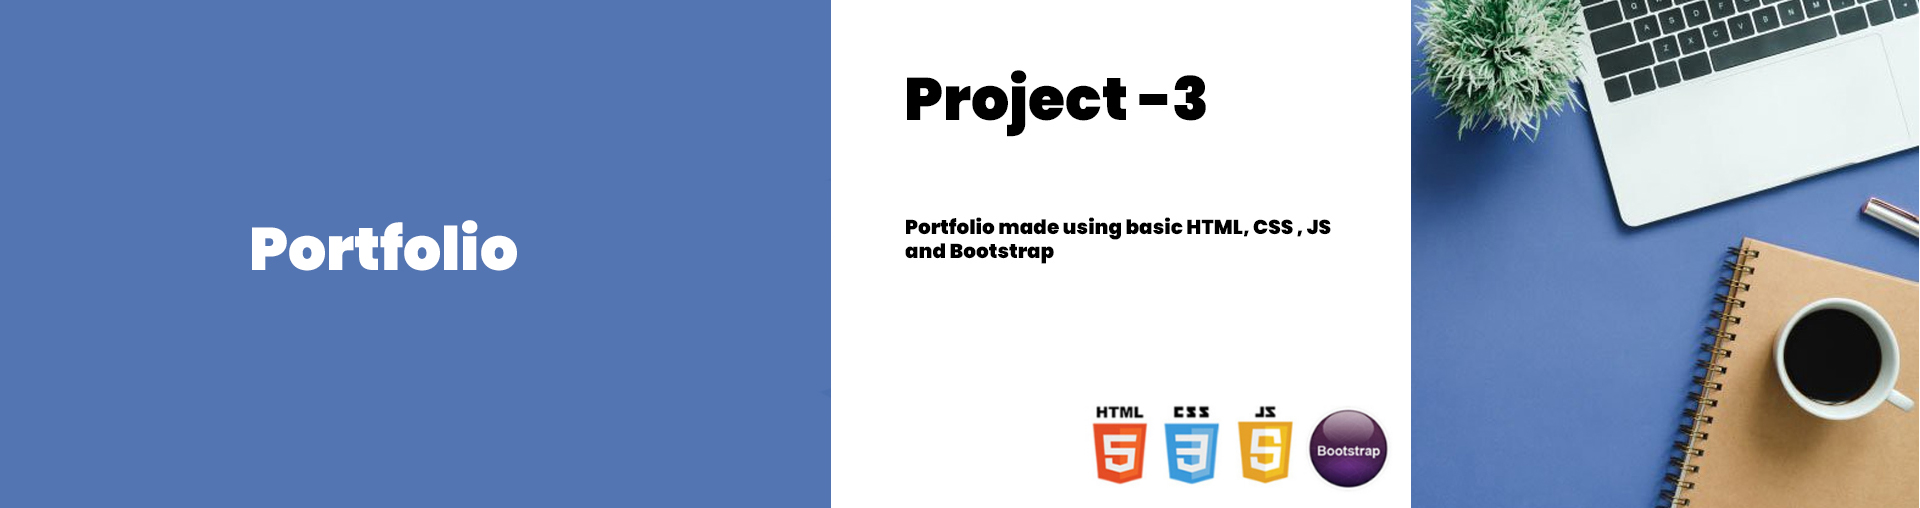 Portfolio
Project -3
Portfolio made using basic HTML, CSS , JS
and Bootstrap
HTML CSS JS
5 3 5 Bootstrap